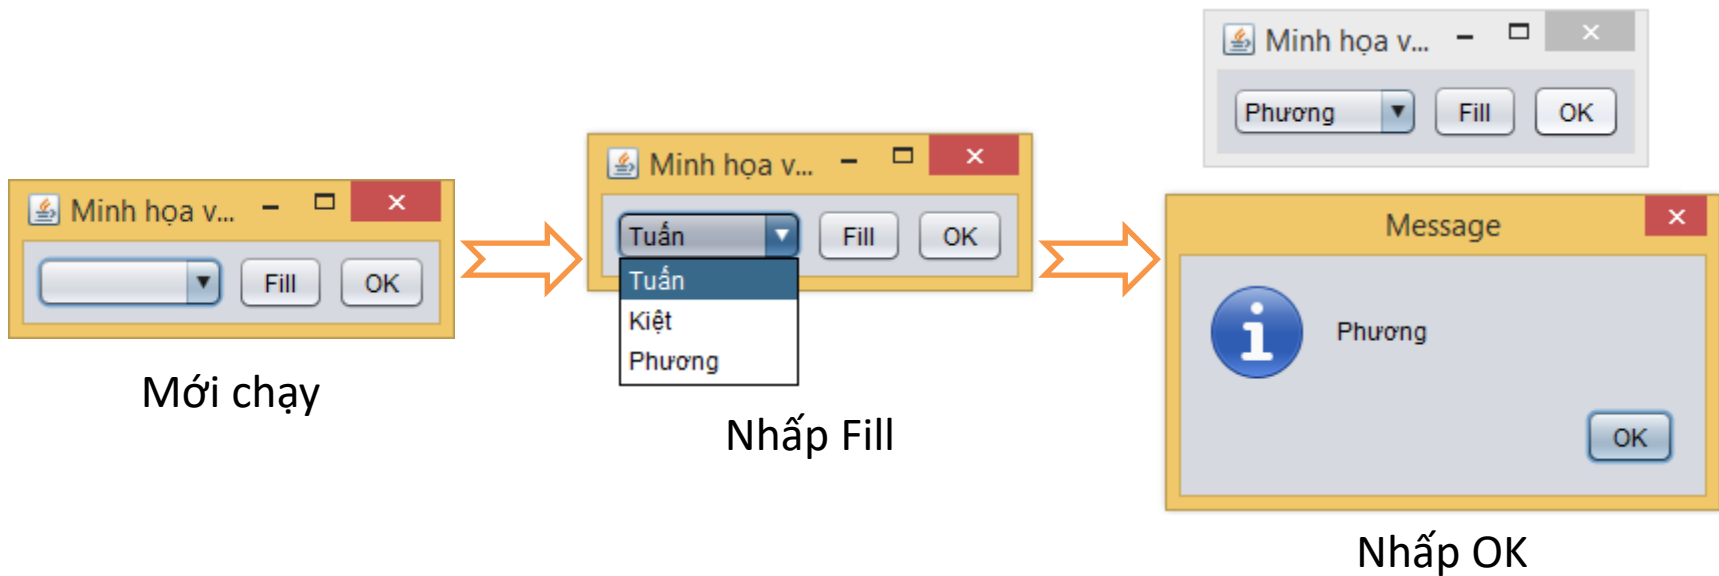 Minh họa v...
Fill
OK
Mới chạy
Minh họa v...
Tuấn
Fill
OK
Tuấn
Kiệt
Phương
Nhấp Fill
Minh họa v...
Phương
Fill
OK
Message
Phương
OK
Nhấp OK